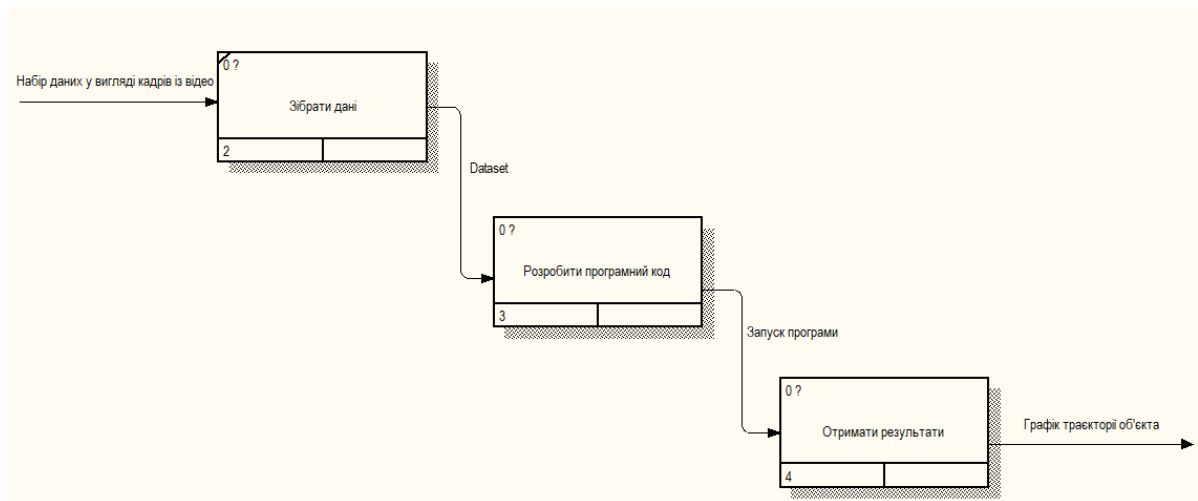 Набір даних у вигляді кадрів із відео
0 ?
Зібрати дані
2
Dataset
0 ?
Розробити програмний код
3
Запуск програми
0 ?
Отримати результати
4
Графік траєкторії об'єкта